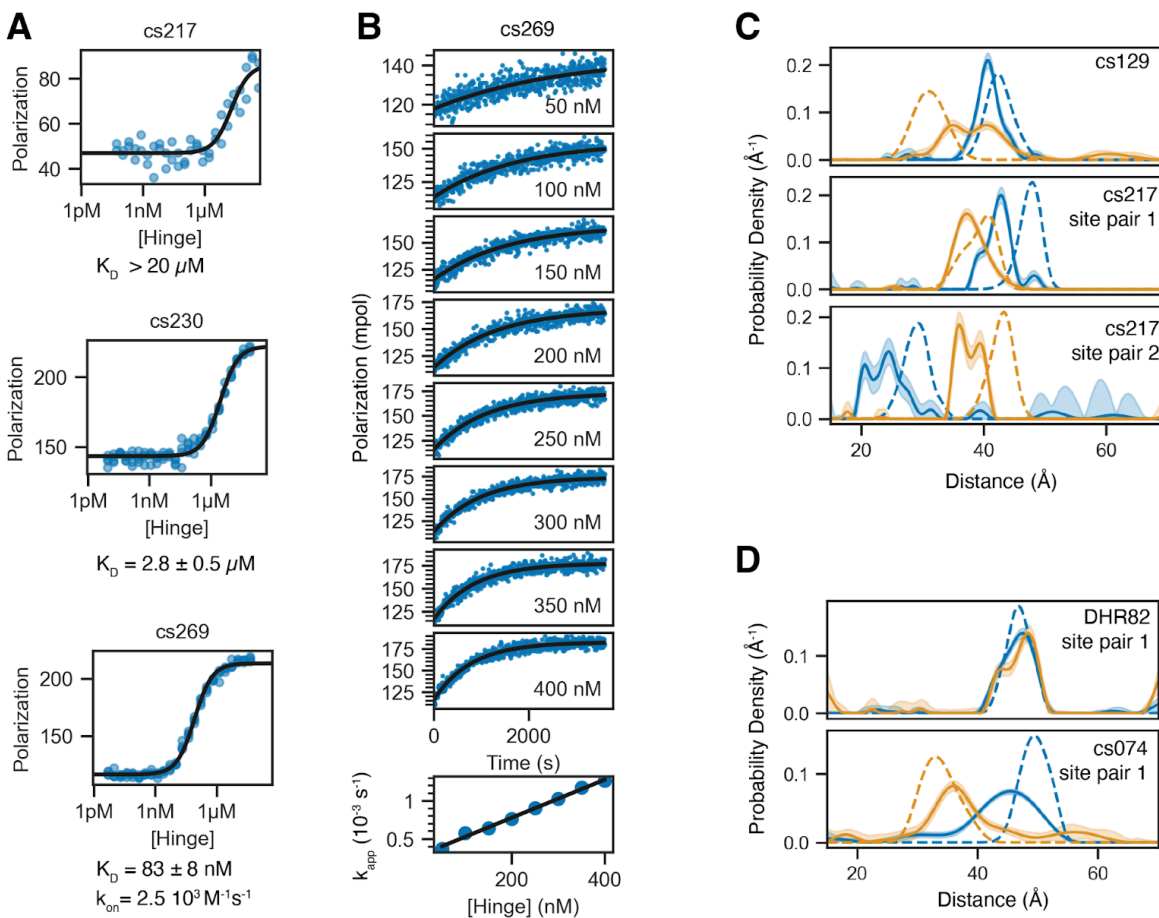 A
cs217
80
60
40
Polarization
1pM
1nM
1µM
[Hinge]
K_D > 20 µM
cs230
200
150
Polarization
1pM
1nM
1µM
[Hinge]
K_D = 2.8 ± 0.5 µM
cs269
200
150
Polarization
1pM
1nM
1µM
[Hinge]
K_D = 83 ± 8 nM
k_on= 2.5 10³ M⁻¹s⁻¹
B
cs269
140
120
50 nM
150
125
100 nM
150
125
150 nM
175
150
125
200 nM
175
150
125
250 nM
175
150
125
300 nM
175
150
125
350 nM
175
150
125
400 nM
Polarization (mpol)
0
2000
Time (s)
k_app (10⁻³ s⁻¹)
1
0.5
200
400
[Hinge] (nM)
C
0.2
0.1
0.0
cs129
0.2
0.1
0.0
cs217
site pair 1
0.2
0.1
0.0
cs217
site pair 2
Probability Density (Å⁻¹)
20
40
60
Distance (Å)
D
0.1
0.0
DHR82
site pair 1
0.1
0.0
cs074
site pair 1
Probability Density (Å⁻¹)
20
40
60
Distance (Å)